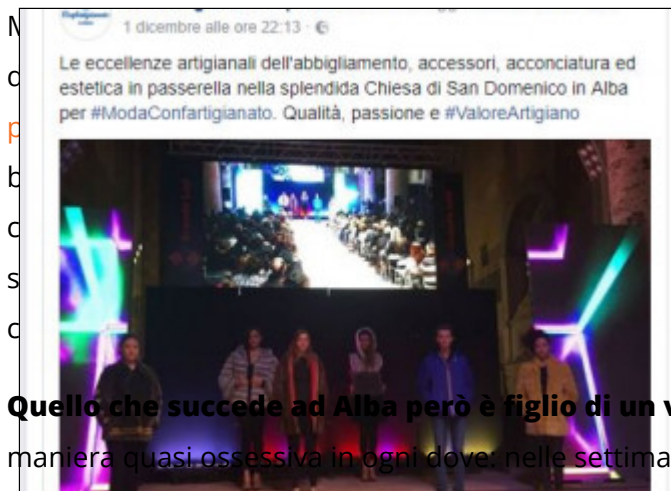 1 dicembre alle ore 22:13 ·
Le eccellenze artigianali dell'abbigliamento, accessori, acconciatura ed
estetica in passerella nella splendida Chiesa di San Domenico in Alba
per #ModaConfartigianato. Qualità, passione e #ValoreArtigiano
Quello che succede ad Alba però è figlio di un v
maniera quasi ossessiva in ogni dove: nelle settima